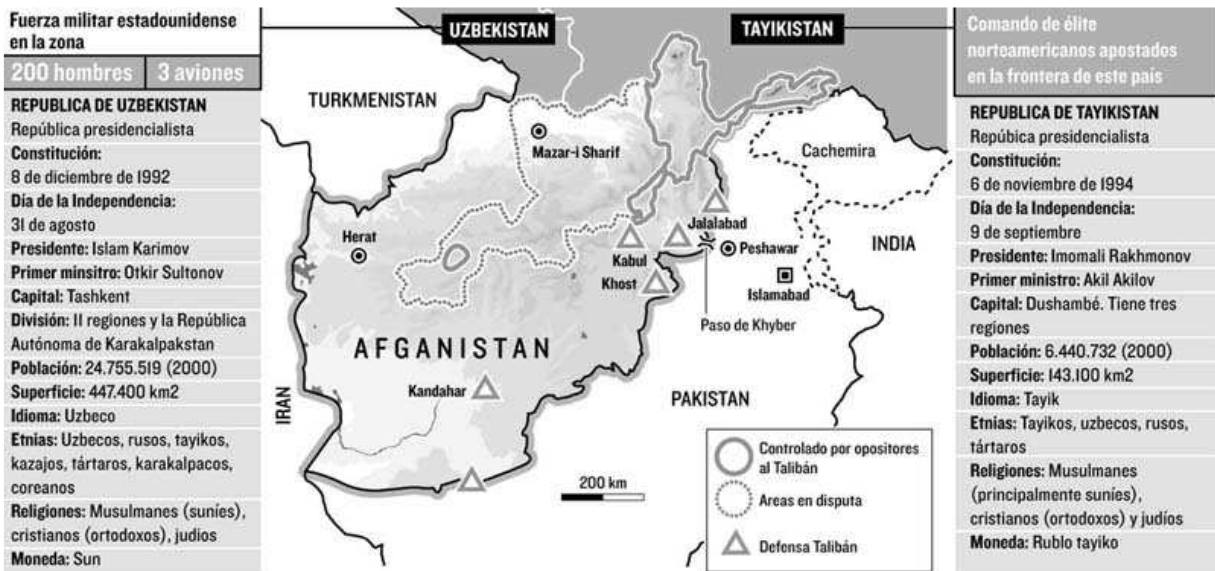 Fuerza militar estadounidense
en la zona
200 hombres
3 aviones
REPUBLICA DE UZBEKISTAN
República presidencialista
Constitución:
8 de diciembre de 1992
Día de la Independencia:
31 de agosto
Presidente: Islam Karimov
Primer minsitro: Otkir Sultonov
Capital: Tashkent
División: 11 regiones y la República
Autónoma de Karakalpakstan
Población: 24.755.519 (2000)
Superficie: 447.400 km2
Idioma: Uzbeco
Etnias: Uzbecos, rusos, tayikos,
kazajos, tártaros, karakalpacos,
coreanos
Religiones: Musulmanes (suníes),
cristianos (ortodoxos), judíos
Moneda: Sun
UZBEKISTAN
TAYIKISTAN
TURKMENISTAN
Mazar-i Sharif
Cachemira
Herat
Jalalabad
Kabul
Peshawar
INDIA
Khost
Islamabad
Paso de Khyber
AFGANISTAN
Kandahar
IRAN
PAKISTAN
200 km
Controlado por opositores
al Talibán
Areas en disputa
Defensa Talibán
Comando de élite
norteamericanos apostados
en la frontera de este país
REPUBLICA DE TAYIKISTAN
Repúbica presidencialista
Constitución:
6 de noviembre de 1994
Día de la Independencia:
9 de septiembre
Presidente: Imomali Rakhmonov
Primer ministro: Akil Akilov
Capital: Dushambé. Tiene tres
regiones
Población: 6.440.732 (2000)
Superficie: 143.100 km2
Idioma: Tayik
Etnias: Tayikos, uzbecos, rusos,
tártaros
Religiones: Musulmanes
(principalmente suníes),
cristianos (ortodoxos) y judíos
Moneda: Rublo tayiko